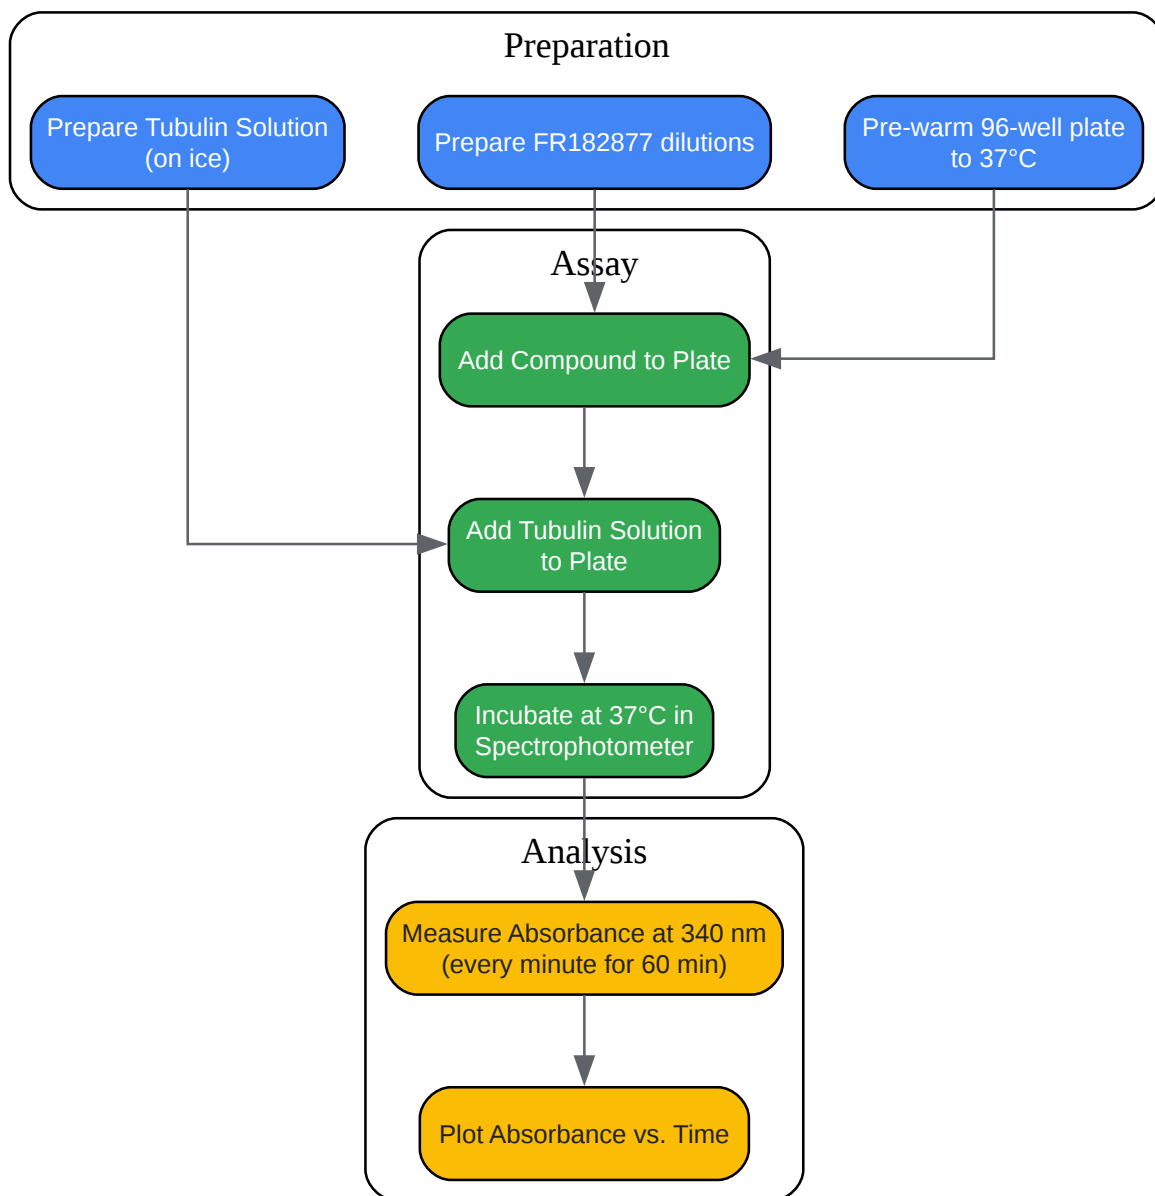 Preparation
Prepare Tubulin Solution
(on ice)
Prepare FR182877 dilutions
Pre-warm 96-well plate
to 37°C
Assay
Add Compound to Plate
Add Tubulin Solution
to Plate
Incubate at 37°C in
Spectrophotometer
Analysis
Measure Absorbance at 340 nm
(every minute for 60 min)
Plot Absorbance vs. Time